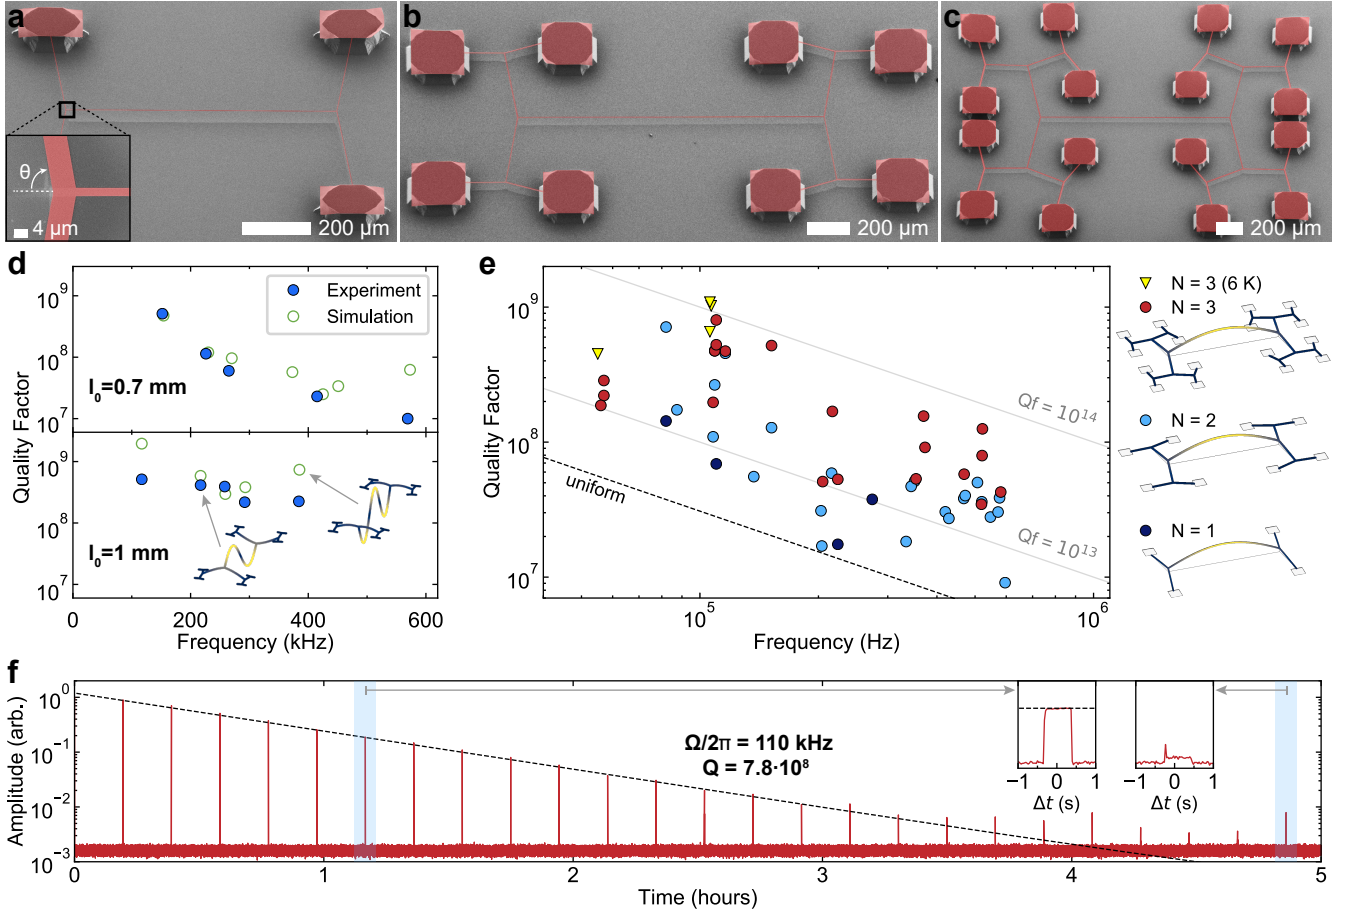 a
b
c
θ
4 µm
200 µm
200 µm
200 µm
d
10⁹
10⁸
10⁷
Experiment
Simulation
l₀=0.7 mm
Quality Factor
10⁹
10⁸
10⁷
l₀=1 mm
0 200 400 600
Frequency (kHz)
e
Quality Factor
10⁹
10⁸
10⁷
uniform
Qf = 10¹⁴
Qf = 10¹³
10⁵ 10⁶
Frequency (Hz)
N = 3 (6 K)
N = 3
N = 2
N = 1
f
Amplitude (arb.)
10⁰
10⁻¹
10⁻²
10⁻³
Ω/2π = 110 kHz
Q = 7.8·10⁸
−1 0 1
Δt (s)
−1 0 1
Δt (s)
0 1 2 3 4 5
Time (hours)